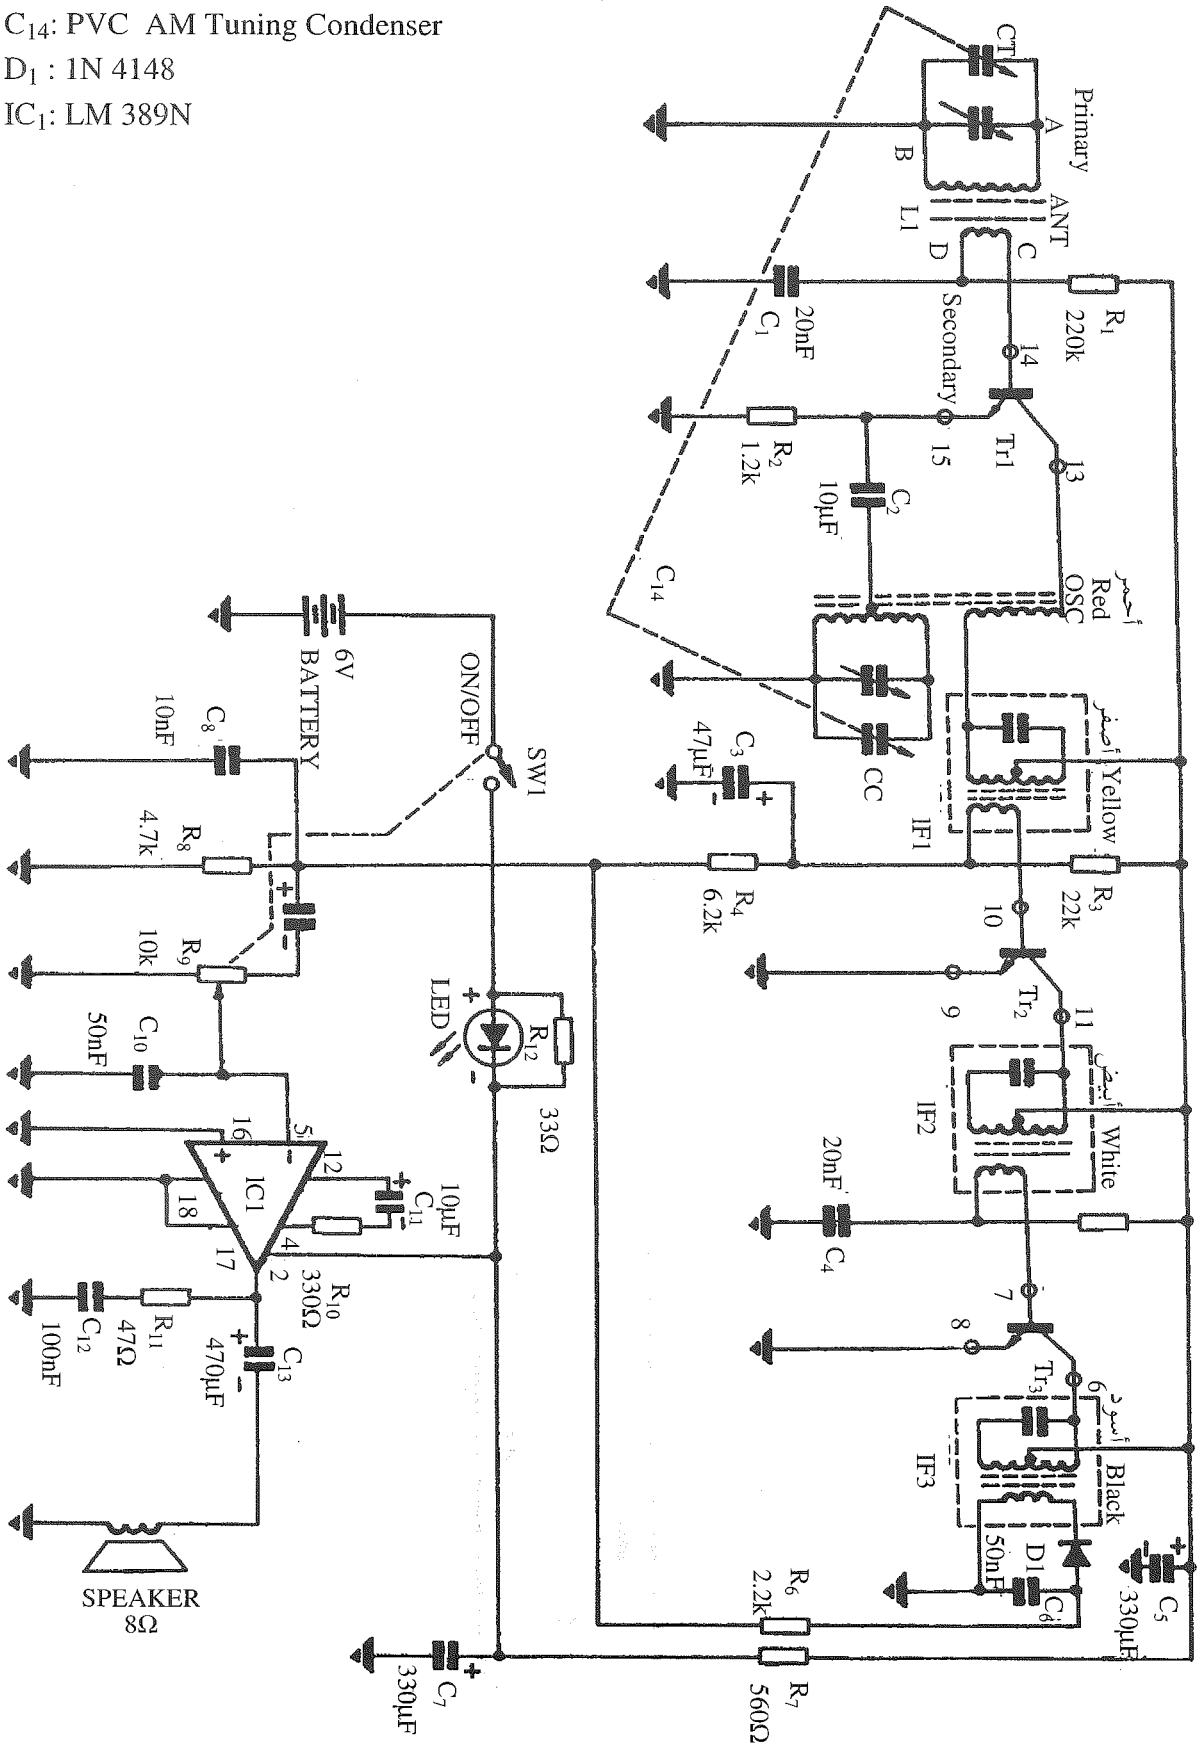 C14: PVC AM Tuning Condenser
D1 : 1N 4148
IC1: LM 389N
CT
Primary
A
B
ANT
L1
C
D
Secondary
R1
220k
20nF
C1
14
Tr1
13
15
R2
1.2k
C2
10μF
C14
أحمر
Red
OSC
CC
أصفر
Yellow
IF1
C3
47μF
+
-
R3
22k
R4
6.2k
10
Tr2
11
9
أبيض
White
IF2
20nF
C4
7
8
Tr3
6
أسود
Black
IF3
D1
50nF
C6
+
-
C5
330μF
R6
2.2k
R7
560Ω
6V
BATTERY
ON/OFF
SW1
C8
10nF
R8
4.7k
+
-
R9
10k
+
LED
-
R12
33Ω
C10
50nF
16
5
+
-
IC1
12
18
17
4
2
10μF
C11
+
-
R10
330Ω
R11
47Ω
C12
100nF
C13
470μF
+
-
SPEAKER
8Ω
C7
330μF
+